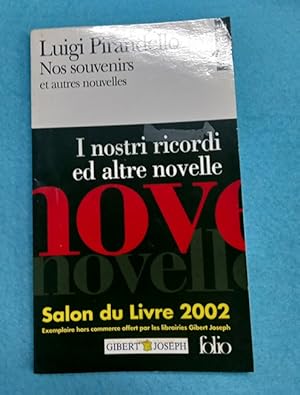 Luigi Pirandello
Nos souvenirs
et autres nouvelles
I nostri ricordi
ed altre novelle
nove
novelle
Salon du Livre 2002
Exemplaire hors commerce offert par les librairies Gibert Joseph
GIBERT JOSEPH
folio